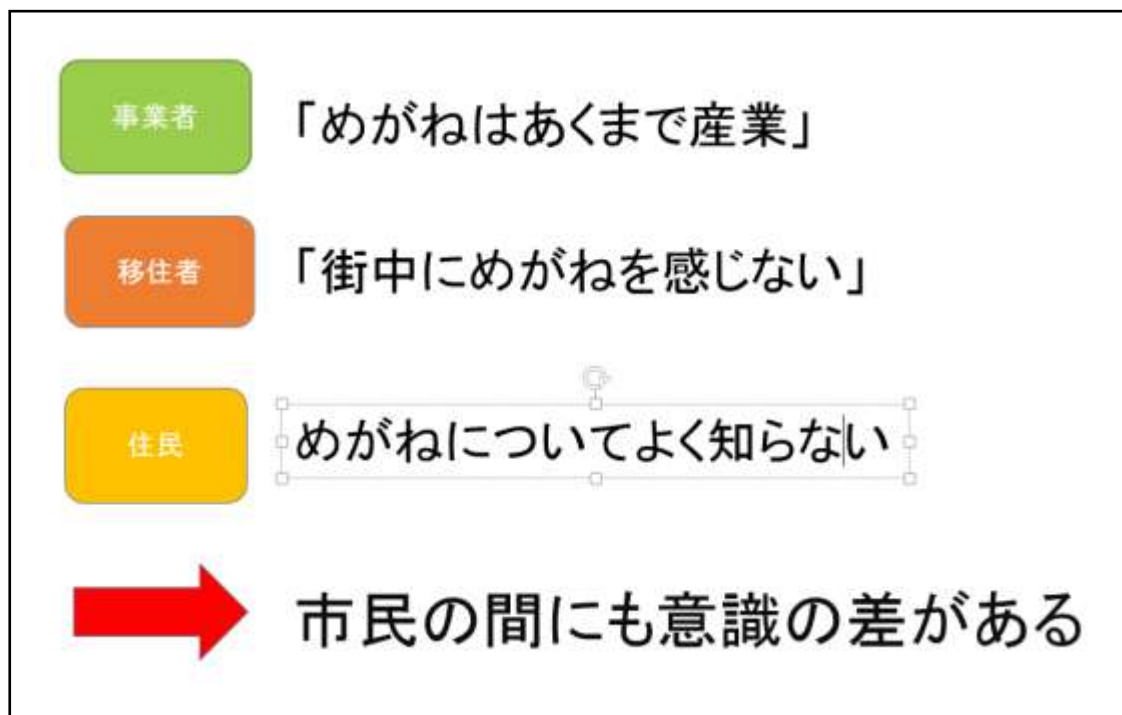 事業者
「めがねはあくまで産業」
移住者
「街中にめがねを感じない」
住民
めがねについてよく知らない
市民の間にも意識の差がある